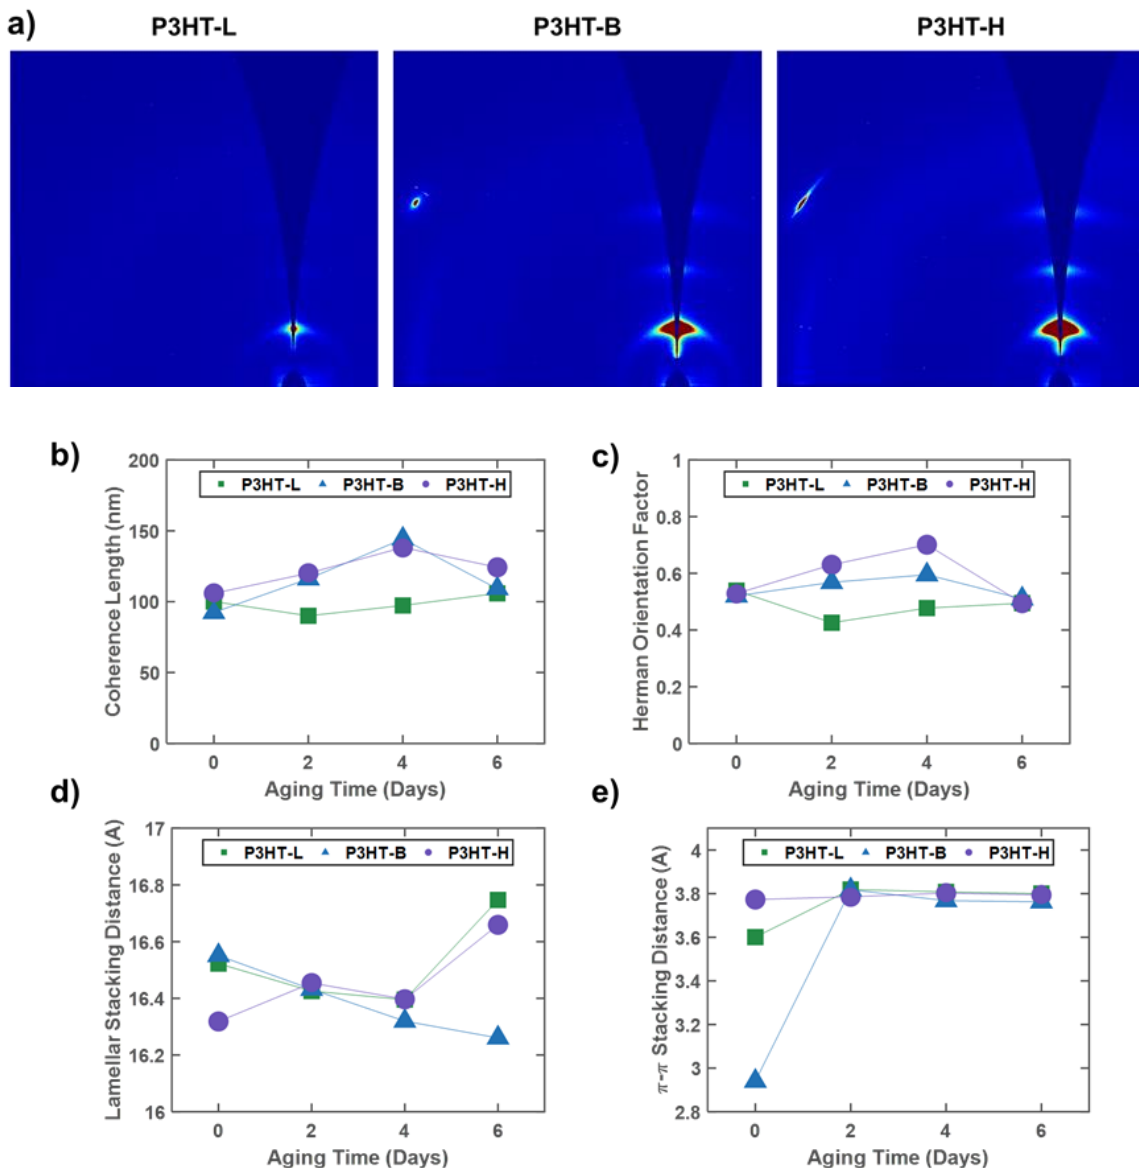 a)
P3HT-L P3HT-B P3HT-H
b)
200
150
100
50
0
Coherence Length (nm)
P3HT-L P3HT-B P3HT-H
0 2 4 6
Aging Time (Days)
c)
1
0.8
0.6
0.4
0.2
0
Herman Orientation Factor
P3HT-L P3HT-B P3HT-H
0 2 4 6
Aging Time (Days)
d)
17
16.8
16.6
16.4
16.2
16
Lamellar Stacking Distance (A)
P3HT-L P3HT-B P3HT-H
0 2 4 6
Aging Time (Days)
e)
4
3.8
3.6
3.4
3.2
3
2.8
π-π Stacking Distance (A)
P3HT-L P3HT-B P3HT-H
0 2 4 6
Aging Time (Days)